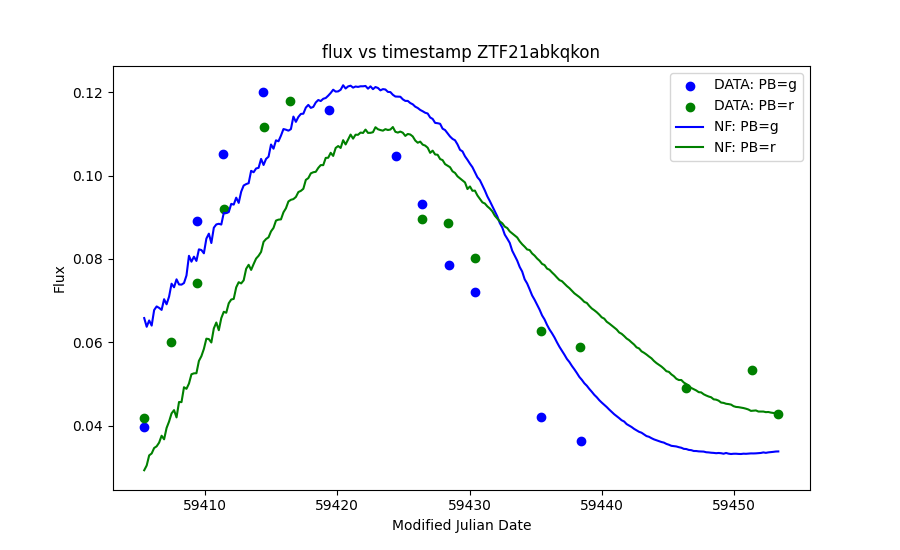 flux vs timestamp ZTF21abkqkon
DATA: PB=g
DATA: PB=r
NF: PB=g
NF: PB=r
0.12
0.10
0.08
0.06
0.04
Flux
59410 59420 59430 59440 59450
Modified Julian Date